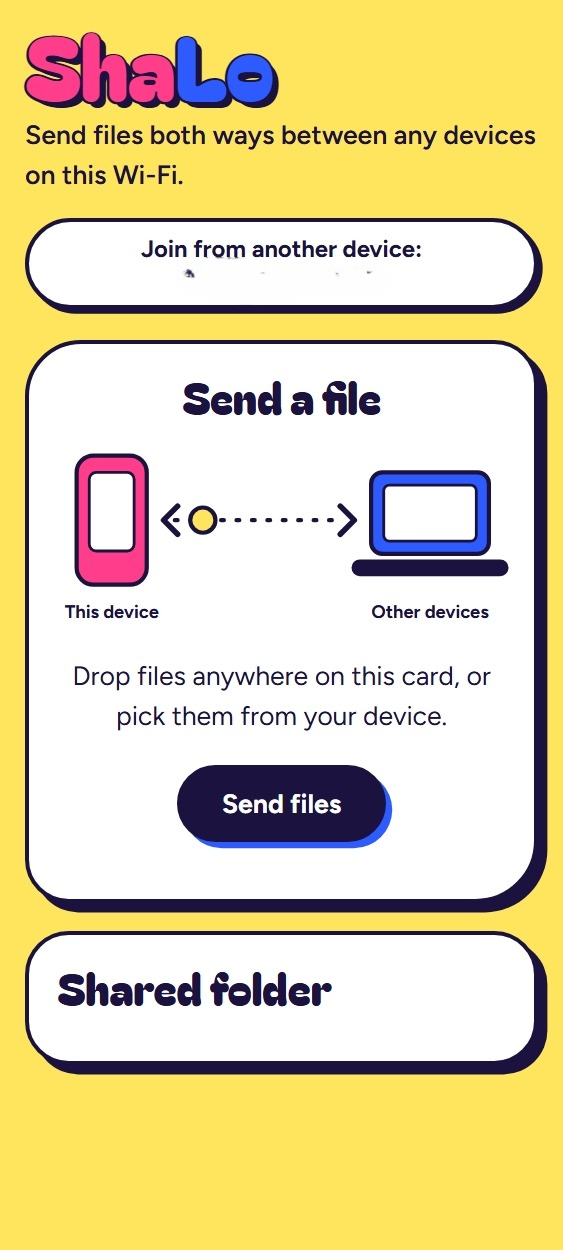 ShaLo
Send files both ways between any devices
on this Wi-Fi.
Join from another device:
Send a file
This device
Other devices
Drop files anywhere on this card, or
pick them from your device.
Send files
Shared folder